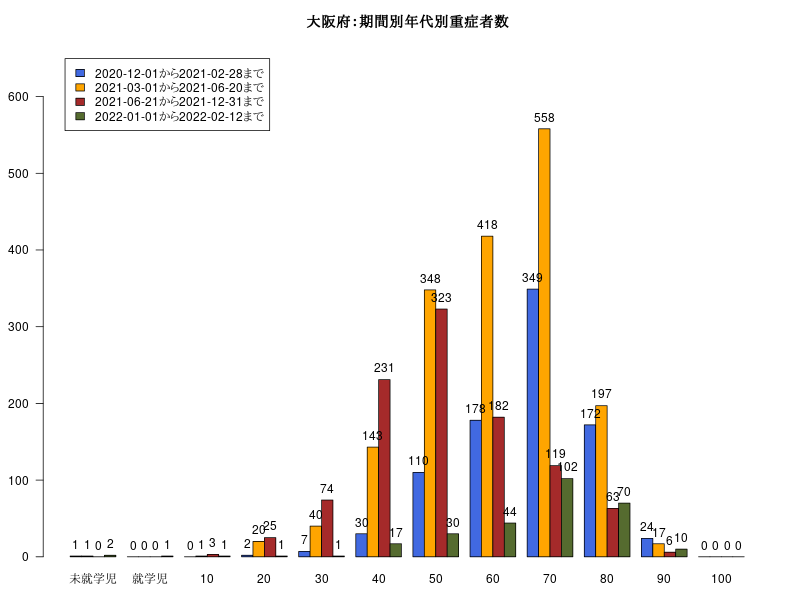 大阪府：期間別年代別重症者数
2020-12-01から2021-02-28まで
2021-03-01から2021-06-20まで
2021-06-21から2021-12-31まで
2022-01-01から2022-02-12まで
600
500
400
300
200
100
0
1 1 0 2
0 0 0 1
0 1 3 1
2 20 25 1
7 40 74 1
30 143 231 17
110 348 323 30
178 418 182 44
349 558 119 102
172 197 63 70
24 17 6 10
0 0 0 0
未就学児 就学児 10 20 30 40 50 60 70 80 90 100